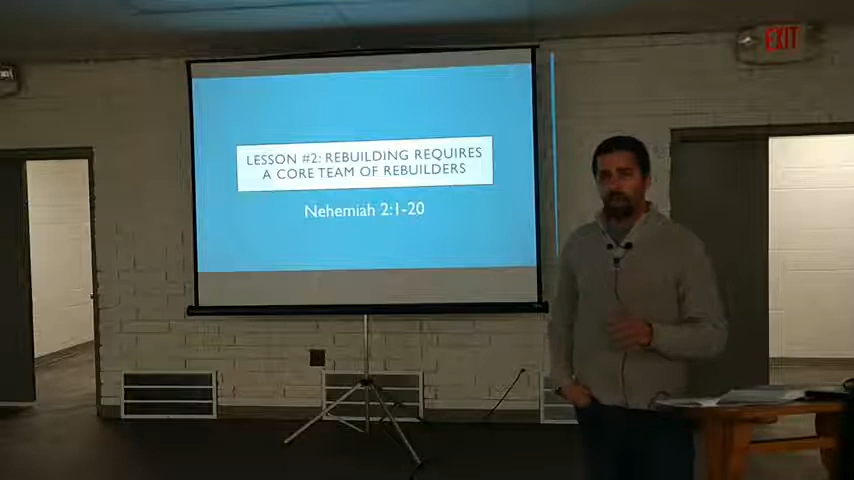 EXIT
LESSON #2: REBUILDING REQUIRES
A CORE TEAM OF REBUILDERS
Nehemiah 2:1-20